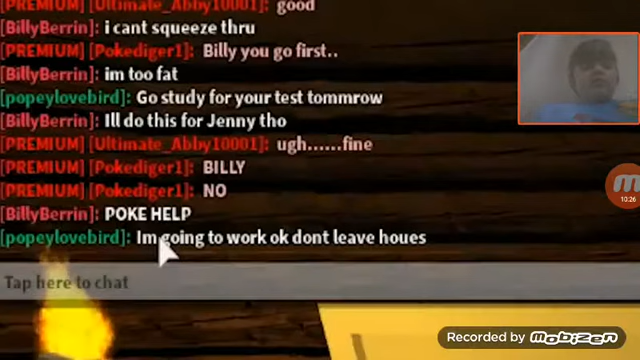 [PREMIUM] [Ultimate_Abby10001]: good
[BillyBerrin]: i cant squeeze thru
[PREMIUM] [Pokediger1]: Billy you go first..
[BillyBerrin]: im too fat
[popeylovebird]: Go study for your test tommrow
[BillyBerrin]: Ill do this for Jenny tho
[PREMIUM] [Ultimate_Abby10001]: ugh......fine
[PREMIUM] [Pokediger1]: BILLY
[PREMIUM] [Pokediger1]: NO
[BillyBerrin]: POKE HELP
[popeylovebird]: Im going to work ok dont leave houes
Tap here to chat
M
10:26
Recorded by mobizen